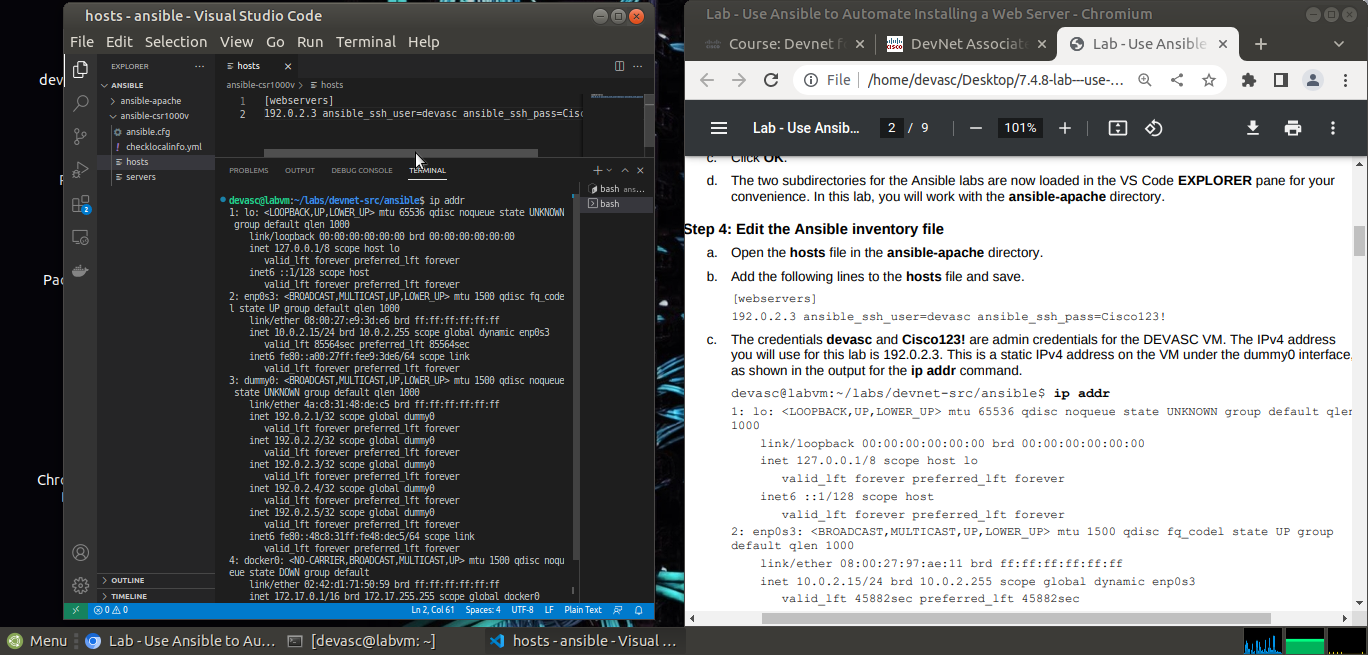 hosts - ansible - Visual Studio Code
File Edit Selection View Go Run Terminal Help
EXPLORER
ANSIBLE
ansible-apache
ansible-csr1000v
ansible.cfg
checklocalinfo.yml
hosts
servers
OUTLINE
TIMELINE
hosts
ansible-csr1000v > hosts
1 [webservers]
2 192.0.2.3 ansible_ssh_user=devasc ansible_ssh_pass=Cisc
PROBLEMS OUTPUT DEBUG CONSOLE TERMINAL
bash ans...
bash
devasc@labvm:~/labs/devnet-src/ansible$ ip addr
1: lo: <LOOPBACK,UP,LOWER_UP> mtu 65536 qdisc noqueue state UNKNOWN
group default qlen 1000
link/loopback 00:00:00:00:00:00 brd 00:00:00:00:00:00
inet 127.0.0.1/8 scope host lo
valid_lft forever preferred_lft forever
inet6 ::1/128 scope host
valid_lft forever preferred_lft forever
2: enp0s3: <BROADCAST,MULTICAST,UP,LOWER_UP> mtu 1500 qdisc fq_code
l state UP group default qlen 1000
link/ether 08:00:27:e9:3d:e6 brd ff:ff:ff:ff:ff:ff
inet 10.0.2.15/24 brd 10.0.2.255 scope global dynamic enp0s3
valid_lft 85564sec preferred_lft 85564sec
inet6 fe80::a00:27ff:fee9:3de6/64 scope link
valid_lft forever preferred_lft forever
3: dummy0: <BROADCAST,MULTICAST,UP,LOWER_UP> mtu 1500 qdisc noqueue
state UNKNOWN group default qlen 1000
link/ether 4a:c8:31:48:de:c5 brd ff:ff:ff:ff:ff:ff
inet 192.0.2.1/32 scope global dummy0
valid_lft forever preferred_lft forever
inet 192.0.2.2/32 scope global dummy0
valid_lft forever preferred_lft forever
inet 192.0.2.3/32 scope global dummy0
valid_lft forever preferred_lft forever
inet 192.0.2.4/32 scope global dummy0
valid_lft forever preferred_lft forever
inet 192.0.2.5/32 scope global dummy0
valid_lft forever preferred_lft forever
inet6 fe80::48c8:31ff:fe48:dec5/64 scope link
valid_lft forever preferred_lft forever
4: docker0: <NO-CARRIER,BROADCAST,MULTICAST,UP> mtu 1500 qdisc noqu
eue state DOWN group default
link/ether 02:42:d1:71:50:59 brd ff:ff:ff:ff:ff:ff
inet 172.17.0.1/16 brd 172.17.255.255 scope global docker0
2
0 0
Ln 2, Col 61 Spaces: 4 UTF-8 LF Plain Text
Lab - Use Ansible to Automate Installing a Web Server - Chromium
Course: Devnet f
DevNet Associat
Lab - Use Ansible
File /home/devasc/Desktop/7.4.8-lab---use-...
Lab - Use Ansib... 2 / 9 101%
c. Click OK.
d. The two subdirectories for the Ansible labs are now loaded in the VS Code EXPLORER pane for your
convenience. In this lab, you will work with the ansible-apache directory.
Step 4: Edit the Ansible inventory file
a. Open the hosts file in the ansible-apache directory.
b. Add the following lines to the hosts file and save.
[webservers]
192.0.2.3 ansible_ssh_user=devasc ansible_ssh_pass=Cisco123!
c. The credentials devasc and Cisco123! are admin credentials for the DEVASC VM. The IPv4 address
you will use for this lab is 192.0.2.3. This is a static IPv4 address on the VM under the dummy0 interface,
as shown in the output for the ip addr command.
devasc@labvm:~/labs/devnet-src/ansible$ ip addr
1: lo: <LOOPBACK,UP,LOWER_UP> mtu 65536 qdisc noqueue state UNKNOWN group default qlen
1000
link/loopback 00:00:00:00:00:00 brd 00:00:00:00:00:00
inet 127.0.0.1/8 scope host lo
valid_lft forever preferred_lft forever
inet6 ::1/128 scope host
valid_lft forever preferred_lft forever
2: enp0s3: <BROADCAST,MULTICAST,UP,LOWER_UP> mtu 1500 qdisc fq_codel state UP group
default qlen 1000
link/ether 08:00:27:97:ae:11 brd ff:ff:ff:ff:ff:ff
inet 10.0.2.15/24 brd 10.0.2.255 scope global dynamic enp0s3
valid_lft 45882sec preferred_lft 45882sec
dev
Pac
Chro
Menu
Lab - Use Ansible to Au...
[devasc@labvm: ~]
hosts - ansible - Visual ...